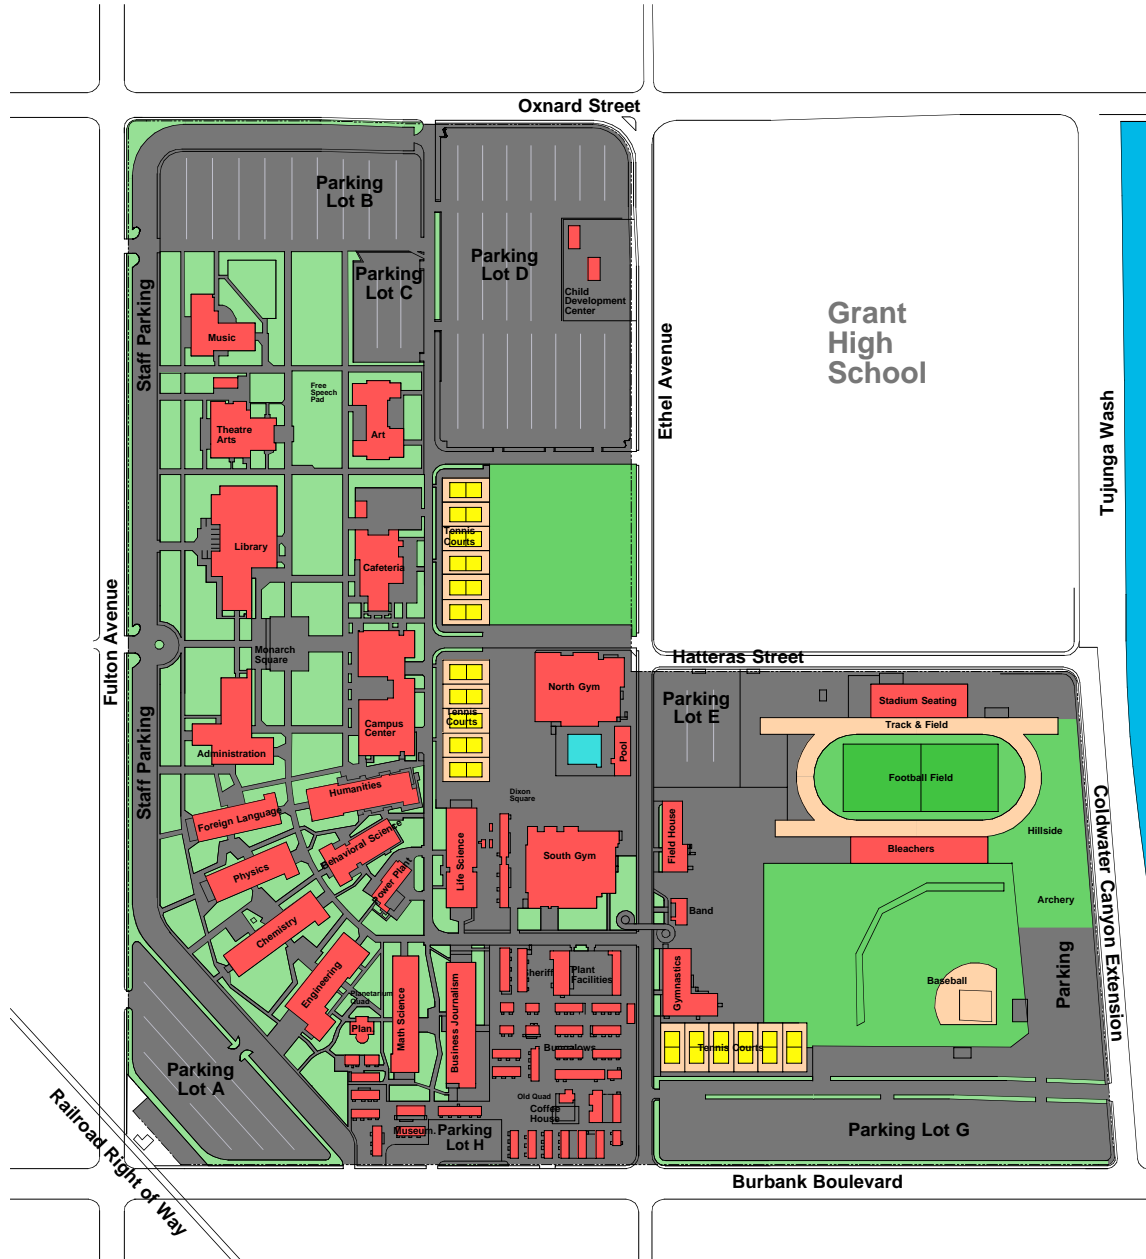 Oxnard Street
Parking
Lot B
Parking
Lot D
Parking
Lot C
Child
Development
Center
Grant
High
School
Staff Parking
Music
Free
Speech
Pad
Ethel Avenue
Tujunga Wash
Theatre
Arts
Art
Library
Tennis
Courts
Cafeteria
Fulton Avenue
Monarch
Square
Hatteras Street
North Gym
Parking
Lot E
Stadium Seating
Track & Field
Staff Parking
Tennis
Courts
Campus
Center
Administration
Pool
Football Field
Humanities
Dixon
Square
Foreign Language
Behavioral Science
Life Science
South Gym
Field House
Bleachers
Hillside
Coldwater Canyon Extension
Physics
Power Plant
Archery
Band
Chemistry
Engineering
Sheriff
Plant
Facilities
Gymnastics
Baseball
Parking
Planetarium
Quad
Plan.
Math Science
Business Journalism
Bungalows
Tennis Courts
Parking
Lot A
Old Quad
Coffee
House
Museum
Parking
Lot H
Parking Lot G
Railroad Right of Way
Burbank Boulevard